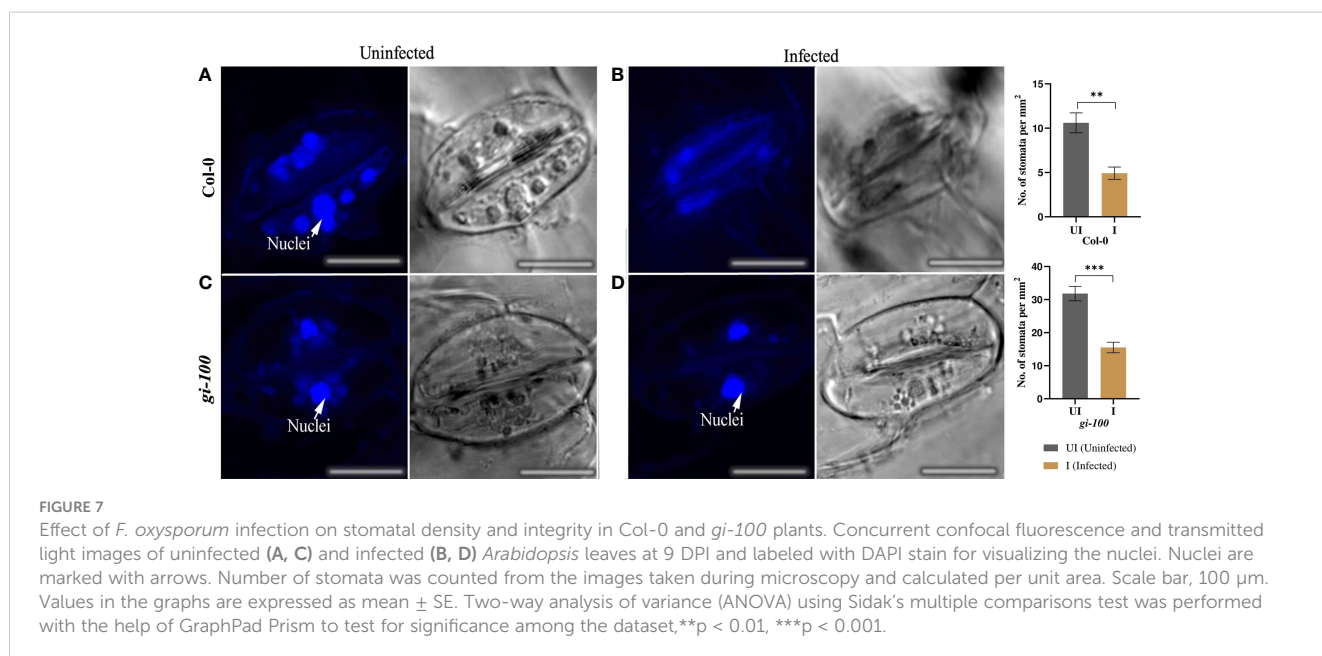 Uninfected
Infected
A
B
Col-0
Nuclei
No. of stomata per mm²
15
10
5
0
**
UI
I
Col-0
C
D
gi-100
Nuclei
Nuclei
No. of stomata per mm²
40
30
20
10
0
***
UI
I
gi-100
UI (Uninfected)
I (Infected)
FIGURE 7
Effect of F. oxysporum infection on stomatal density and integrity in Col-0 and gi-100 plants. Concurrent confocal fluorescence and transmitted
light images of uninfected (A, C) and infected (B, D) Arabidopsis leaves at 9 DPI and labeled with DAPI stain for visualizing the nuclei. Nuclei are
marked with arrows. Number of stomata was counted from the images taken during microscopy and calculated per unit area. Scale bar, 100 µm.
Values in the graphs are expressed as mean ± SE. Two-way analysis of variance (ANOVA) using Sidak’s multiple comparisons test was performed
with the help of GraphPad Prism to test for significance among the dataset,**p < 0.01, ***p < 0.001.